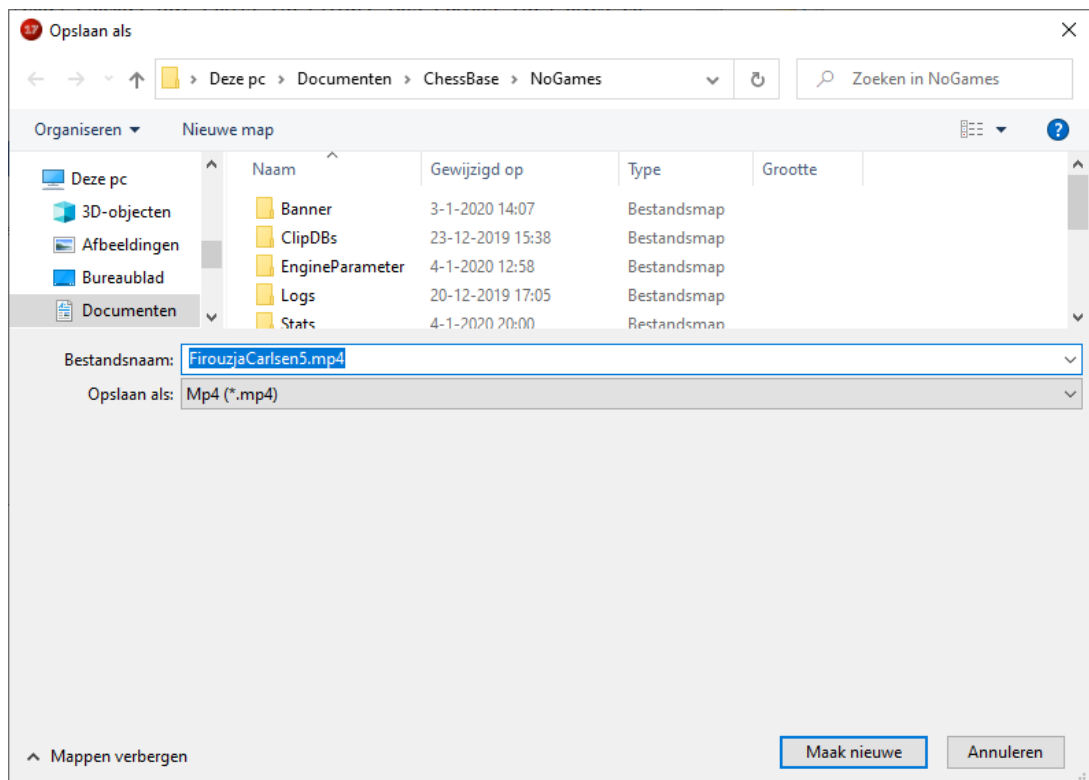 17 Opslaan als
Deze pc > Documenten > ChessBase > NoGames
Zoeken in NoGames
Organiseren
Nieuwe map
?
Deze pc
3D-objecten
Afbeeldingen
Bureaublad
Documenten
Naam Gewijzigd op Type Grootte
Banner 3-1-2020 14:07 Bestandsmap
ClipDBs 23-12-2019 15:38 Bestandsmap
EngineParameter 4-1-2020 12:58 Bestandsmap
Logs 20-12-2019 17:05 Bestandsmap
Stats 4-1-2020 20:00 Bestandsmap
Bestandsnaam: FirouzjaCarlsen5.mp4
Opslaan als: Mp4 (*.mp4)
Mappen verbergen
Maak nieuwe
Annuleren